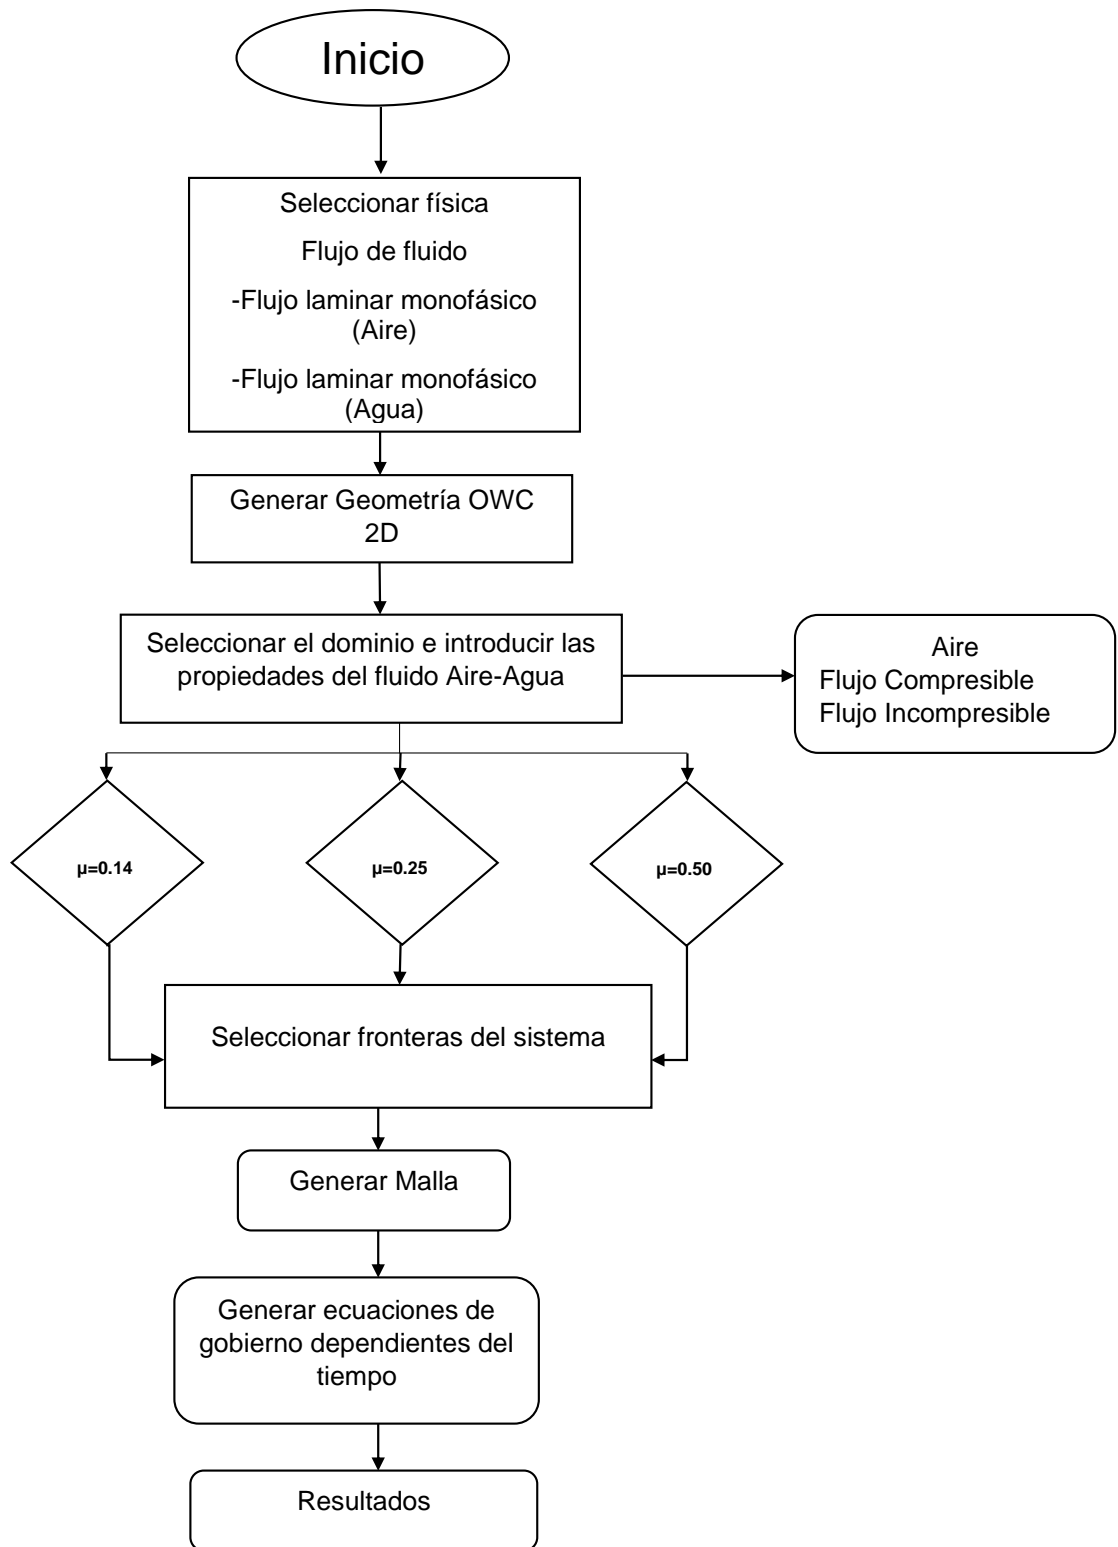 Inicio
Seleccionar física
Flujo de fluido
-Flujo laminar monofásico
(Aire)
-Flujo laminar monofásico
(Agua)
Generar Geometría OWC
2D
Seleccionar el dominio e introducir las
propiedades del fluido Aire-Agua
Aire
Flujo Compresible
Flujo Incompresible
µ=0.14
µ=0.25
µ=0.50
Seleccionar fronteras del sistema
Generar Malla
Generar ecuaciones de
gobierno dependientes del
tiempo
Resultados